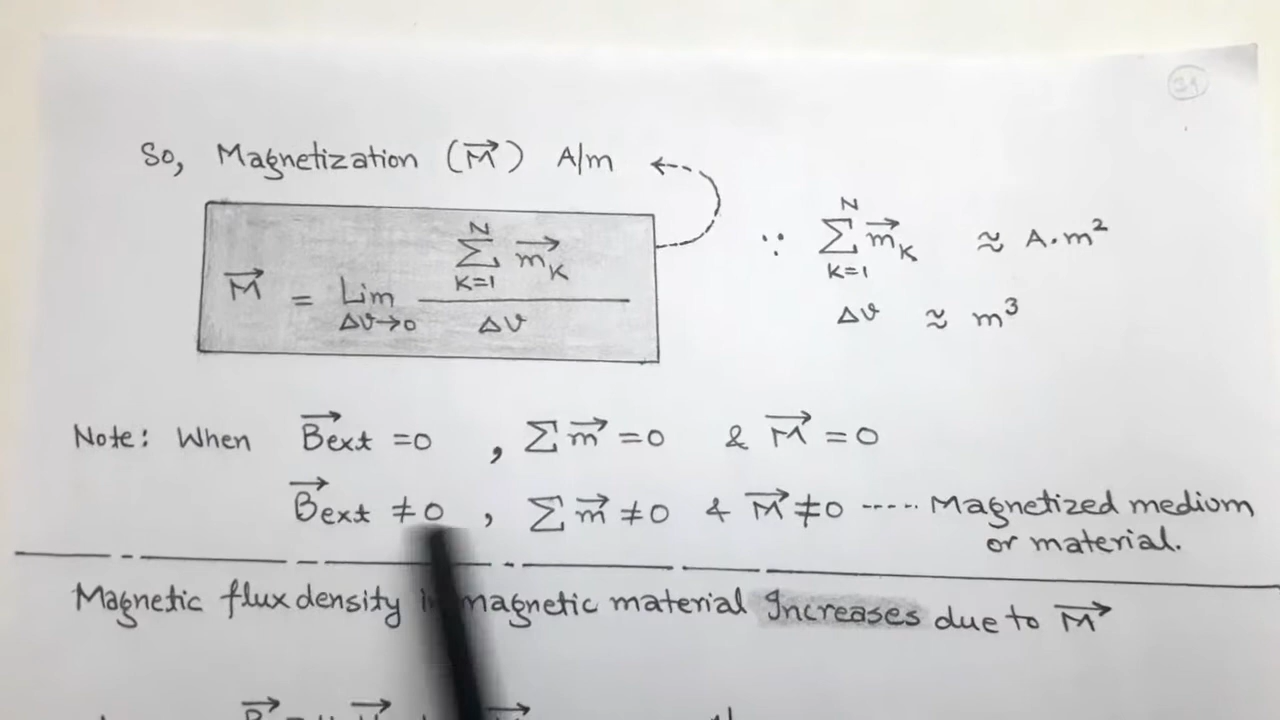 34
So, Magnetization (M⃗) A/m
M⃗ = Lim Δv→0 ∑ᴺ K=1 m⃗K / Δv
∵ ∑ᴺ K=1 m⃗K ≈ A·m²
Δv ≈ m³
Note: When B⃗ext =0 , ∑m⃗ =0 & M⃗ =0
B⃗ext ≠0 , ∑m⃗ ≠0 & M⃗ ≠0 ----- Magnetized medium
or material.
Magnetic flux density magnetic material Increases due to M⃗